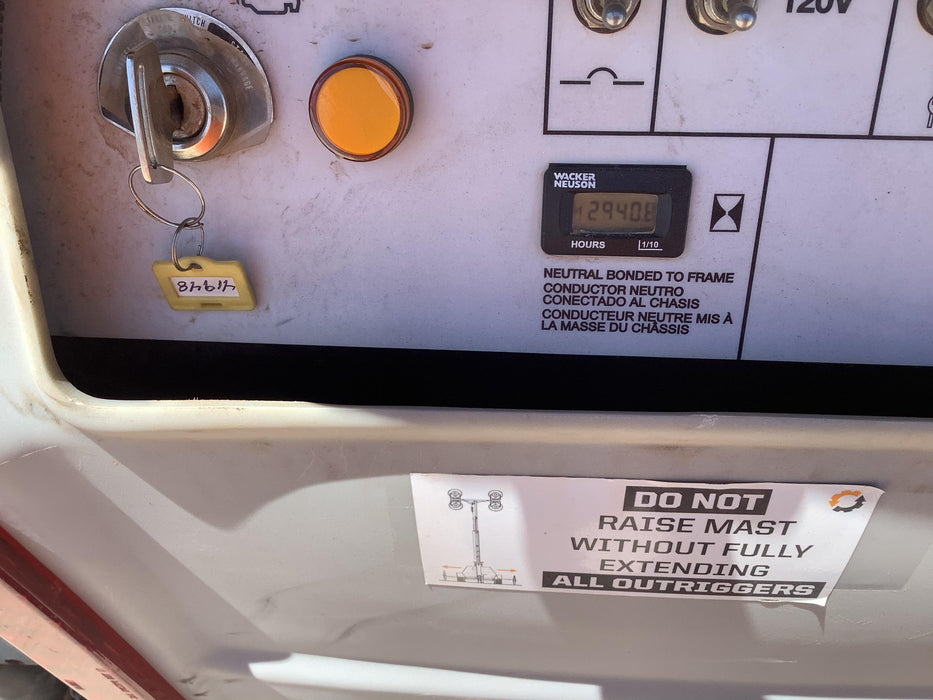 120V
WACKER
NEUSON
2940.8
HOURS 1/10
NEUTRAL BONDED TO FRAME
CONDUCTOR NEUTRO
CONECTADO AL CHASIS
CONDUCTEUR NEUTRE MIS À
LA MASSE DU CHÂSSIS
DO NOT
RAISE MAST
WITHOUT FULLY
EXTENDING
ALL OUTRIGGERS